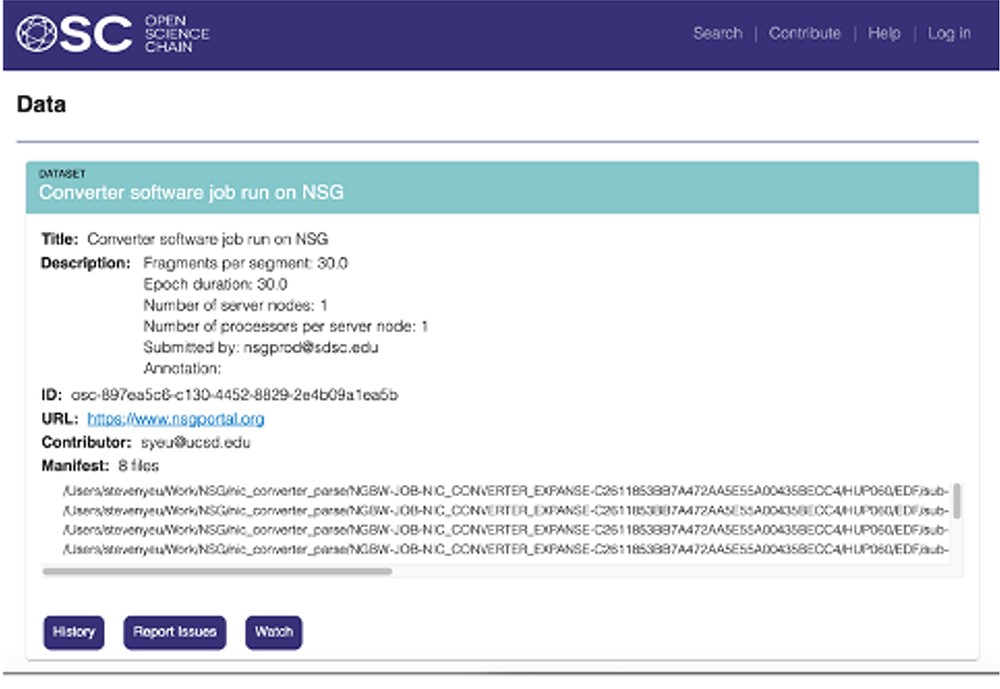 OSC OPEN
SCIENCE
CHAIN
Search | Contribute | Help | Log in
Data
DATASET
Converter software job run on NSG
Title: Converter software job run on NSG
Description: Fragments per segment: 30.0
Epoch duration: 30.0
Number of server nodes: 1
Number of processors per server node: 1
Submitted by: nsgprod@sdsc.edu
Annotation:
ID: osc-897ea5c6-c130-4452-8829-2e4b09a1ea5b
URL: https://www.nsgportal.org
Contributor: syeu@ucsd.edu
Manifest: 8 files
/Users/stevenyeu/Work/NSG/nic_converter_parse/NGBW-JOB-NIC_CONVERTER_EXPANSE-C2611853BB7A472AA5E55A00435BECC4/HUP060/EDF/sub-
/Users/stevenyeu/Work/NSG/nic_converter_parse/NGBW-JOB-NIC_CONVERTER_EXPANSE-C2611853BB7A472AA5E55A00435BECC4/HUP060/EDF/sub-
/Users/stevenyeu/Work/NSG/nic_converter_parse/NGBW-JOB-NIC_CONVERTER_EXPANSE-C2611853BB7A472AA5E55A00435BECC4/HUP060/EDF/sub-
/Users/stevenyeu/Work/NSG/nic_converter_parse/NGBW-JOB-NIC_CONVERTER_EXPANSE-C2611853BB7A472AA5E55A00435BECC4/HUP060/EDF/sub-
History Report Issues Watch